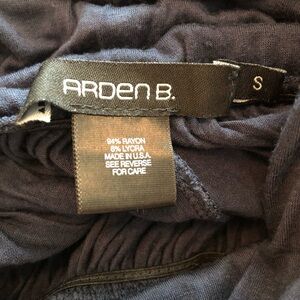 ARDEN B.
S
94% RAYON
6% LYCRA
MADE IN U.S.A.
SEE REVERSE
FOR CARE